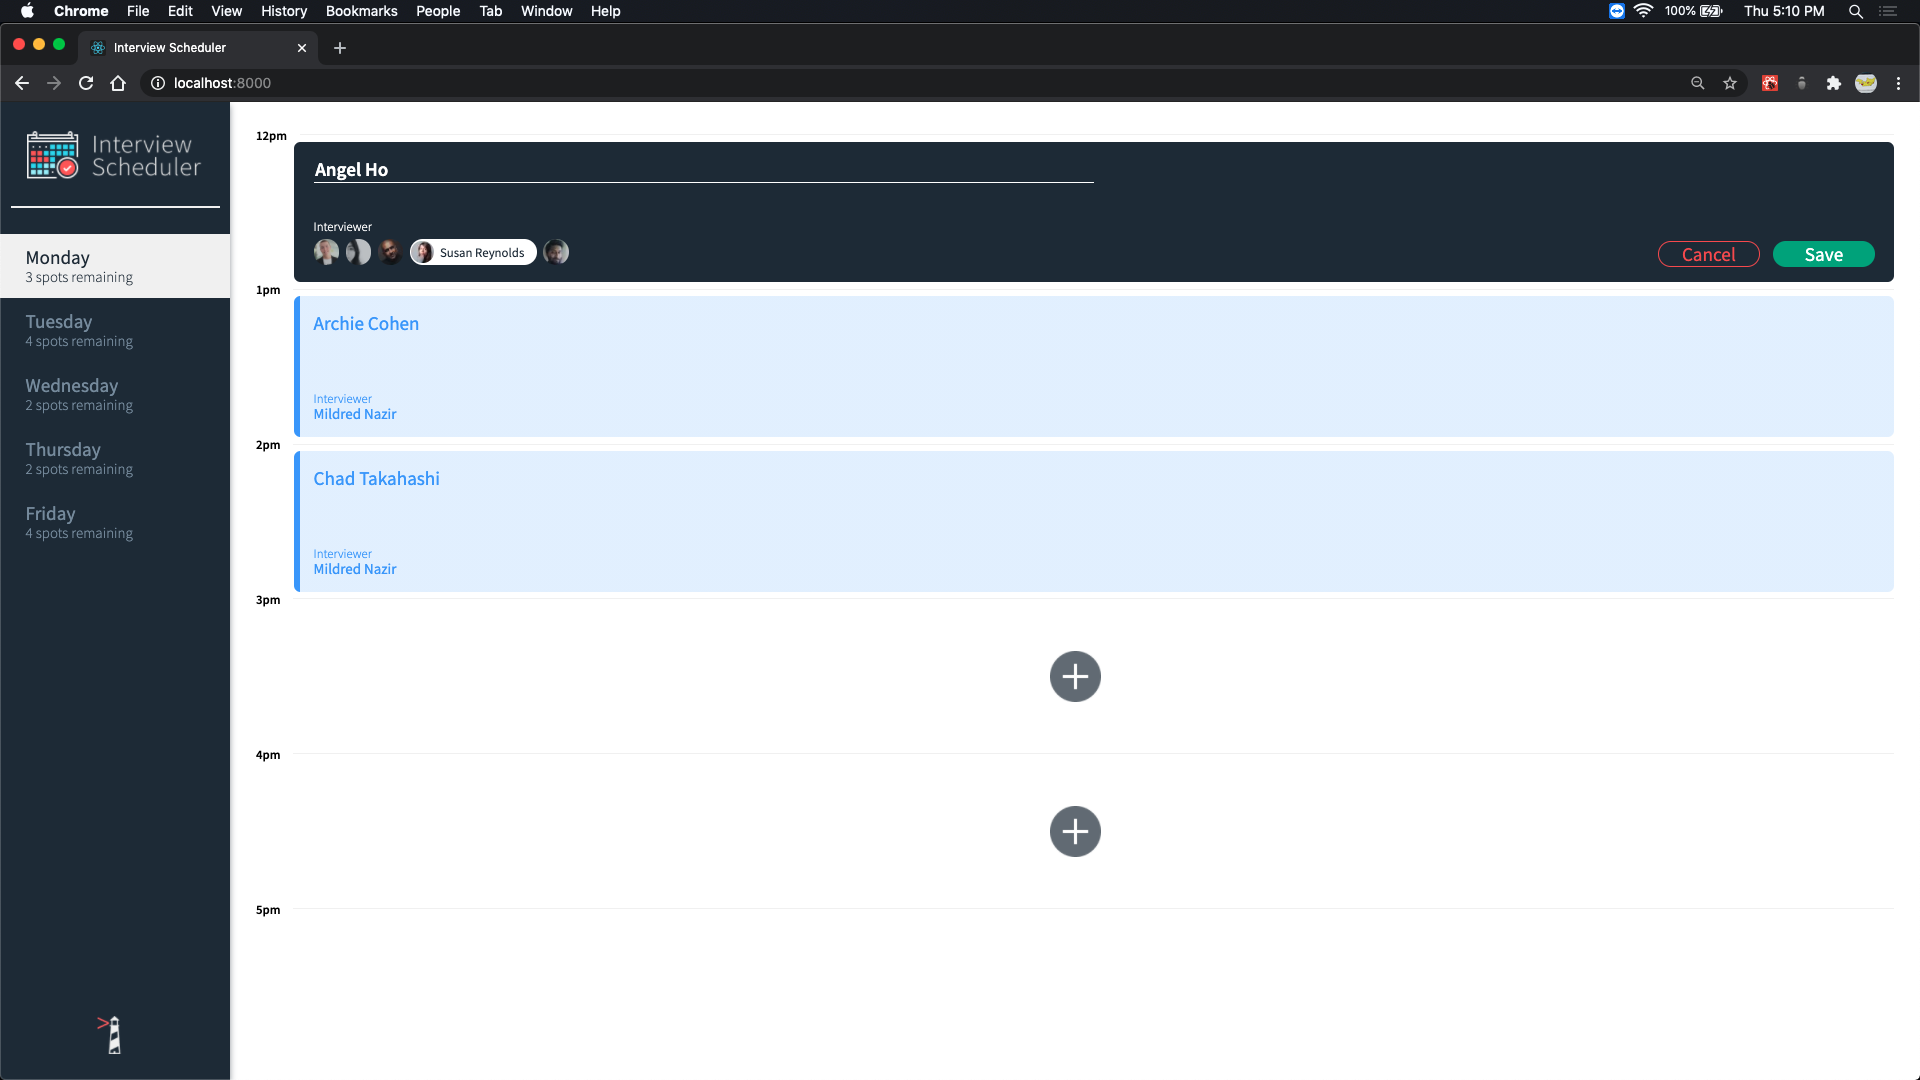 Chrome File Edit View History Bookmarks People Tab Window Help 100% Thu 5:10 PM
Interview Scheduler
localhost:8000
Interview
Scheduler
Monday
3 spots remaining
Tuesday
4 spots remaining
Wednesday
2 spots remaining
Thursday
2 spots remaining
Friday
4 spots remaining
12pm
Angel Ho
Interviewer
Susan Reynolds
Cancel Save
1pm
Archie Cohen
Interviewer
Mildred Nazir
2pm
Chad Takahashi
Interviewer
Mildred Nazir
3pm
4pm
5pm